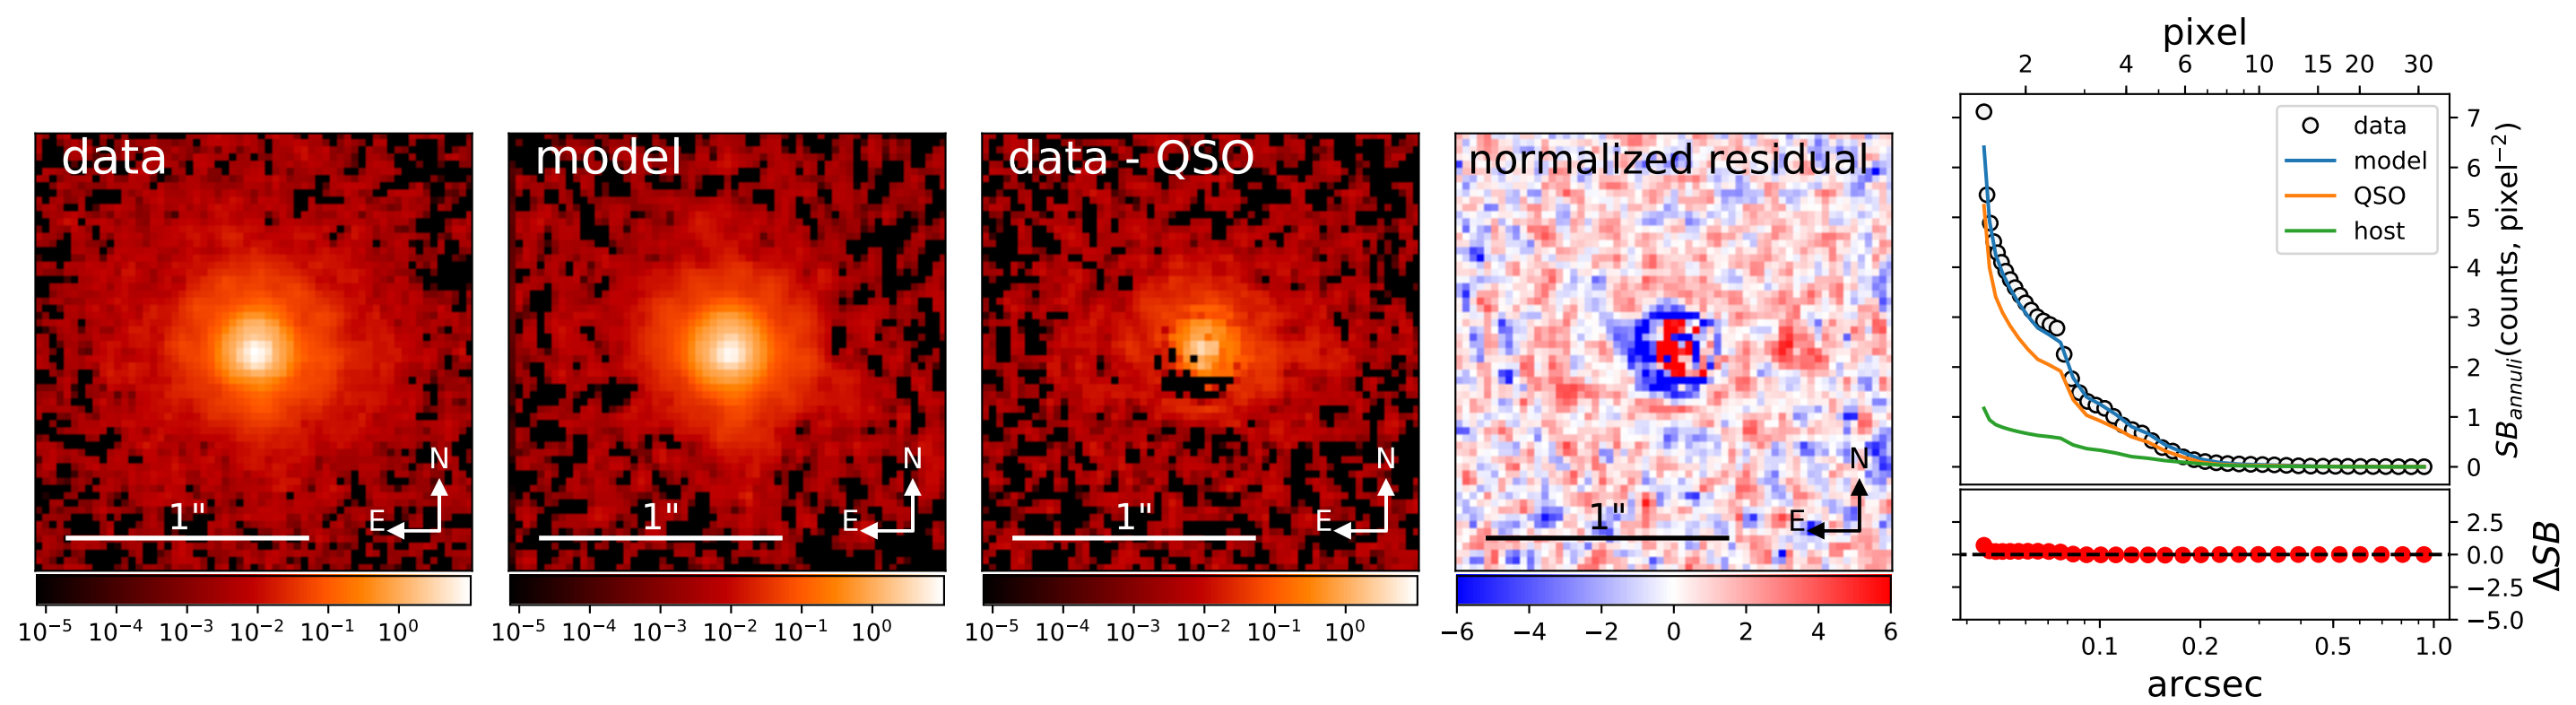 data
N
E
1"
10⁻⁵ 10⁻⁴ 10⁻³ 10⁻² 10⁻¹ 10⁰
model
N
E
1"
10⁻⁵ 10⁻⁴ 10⁻³ 10⁻² 10⁻¹ 10⁰
data - QSO
N
E
1"
10⁻⁵ 10⁻⁴ 10⁻³ 10⁻² 10⁻¹ 10⁰
normalized residual
N
E
1"
−6 −4 −2 0 2 4 6
pixel
2 4 6 10 15 20 30
data
model
QSO
host
7
6
5
4
3
2
1
0
SB_annuli(counts, pixel⁻²)
2.5
0.0
−2.5
−5.0
ΔSB
0.1 0.2 0.5 1.0
arcsec